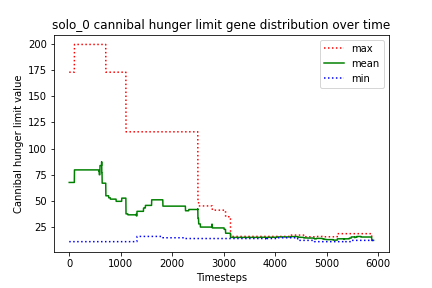 solo_0 cannibal hunger limit gene distribution over time
max
mean
min
Cannibal hunger limit value
200
175
150
125
100
75
50
25
0
1000
2000
3000
4000
5000
6000
Timesteps